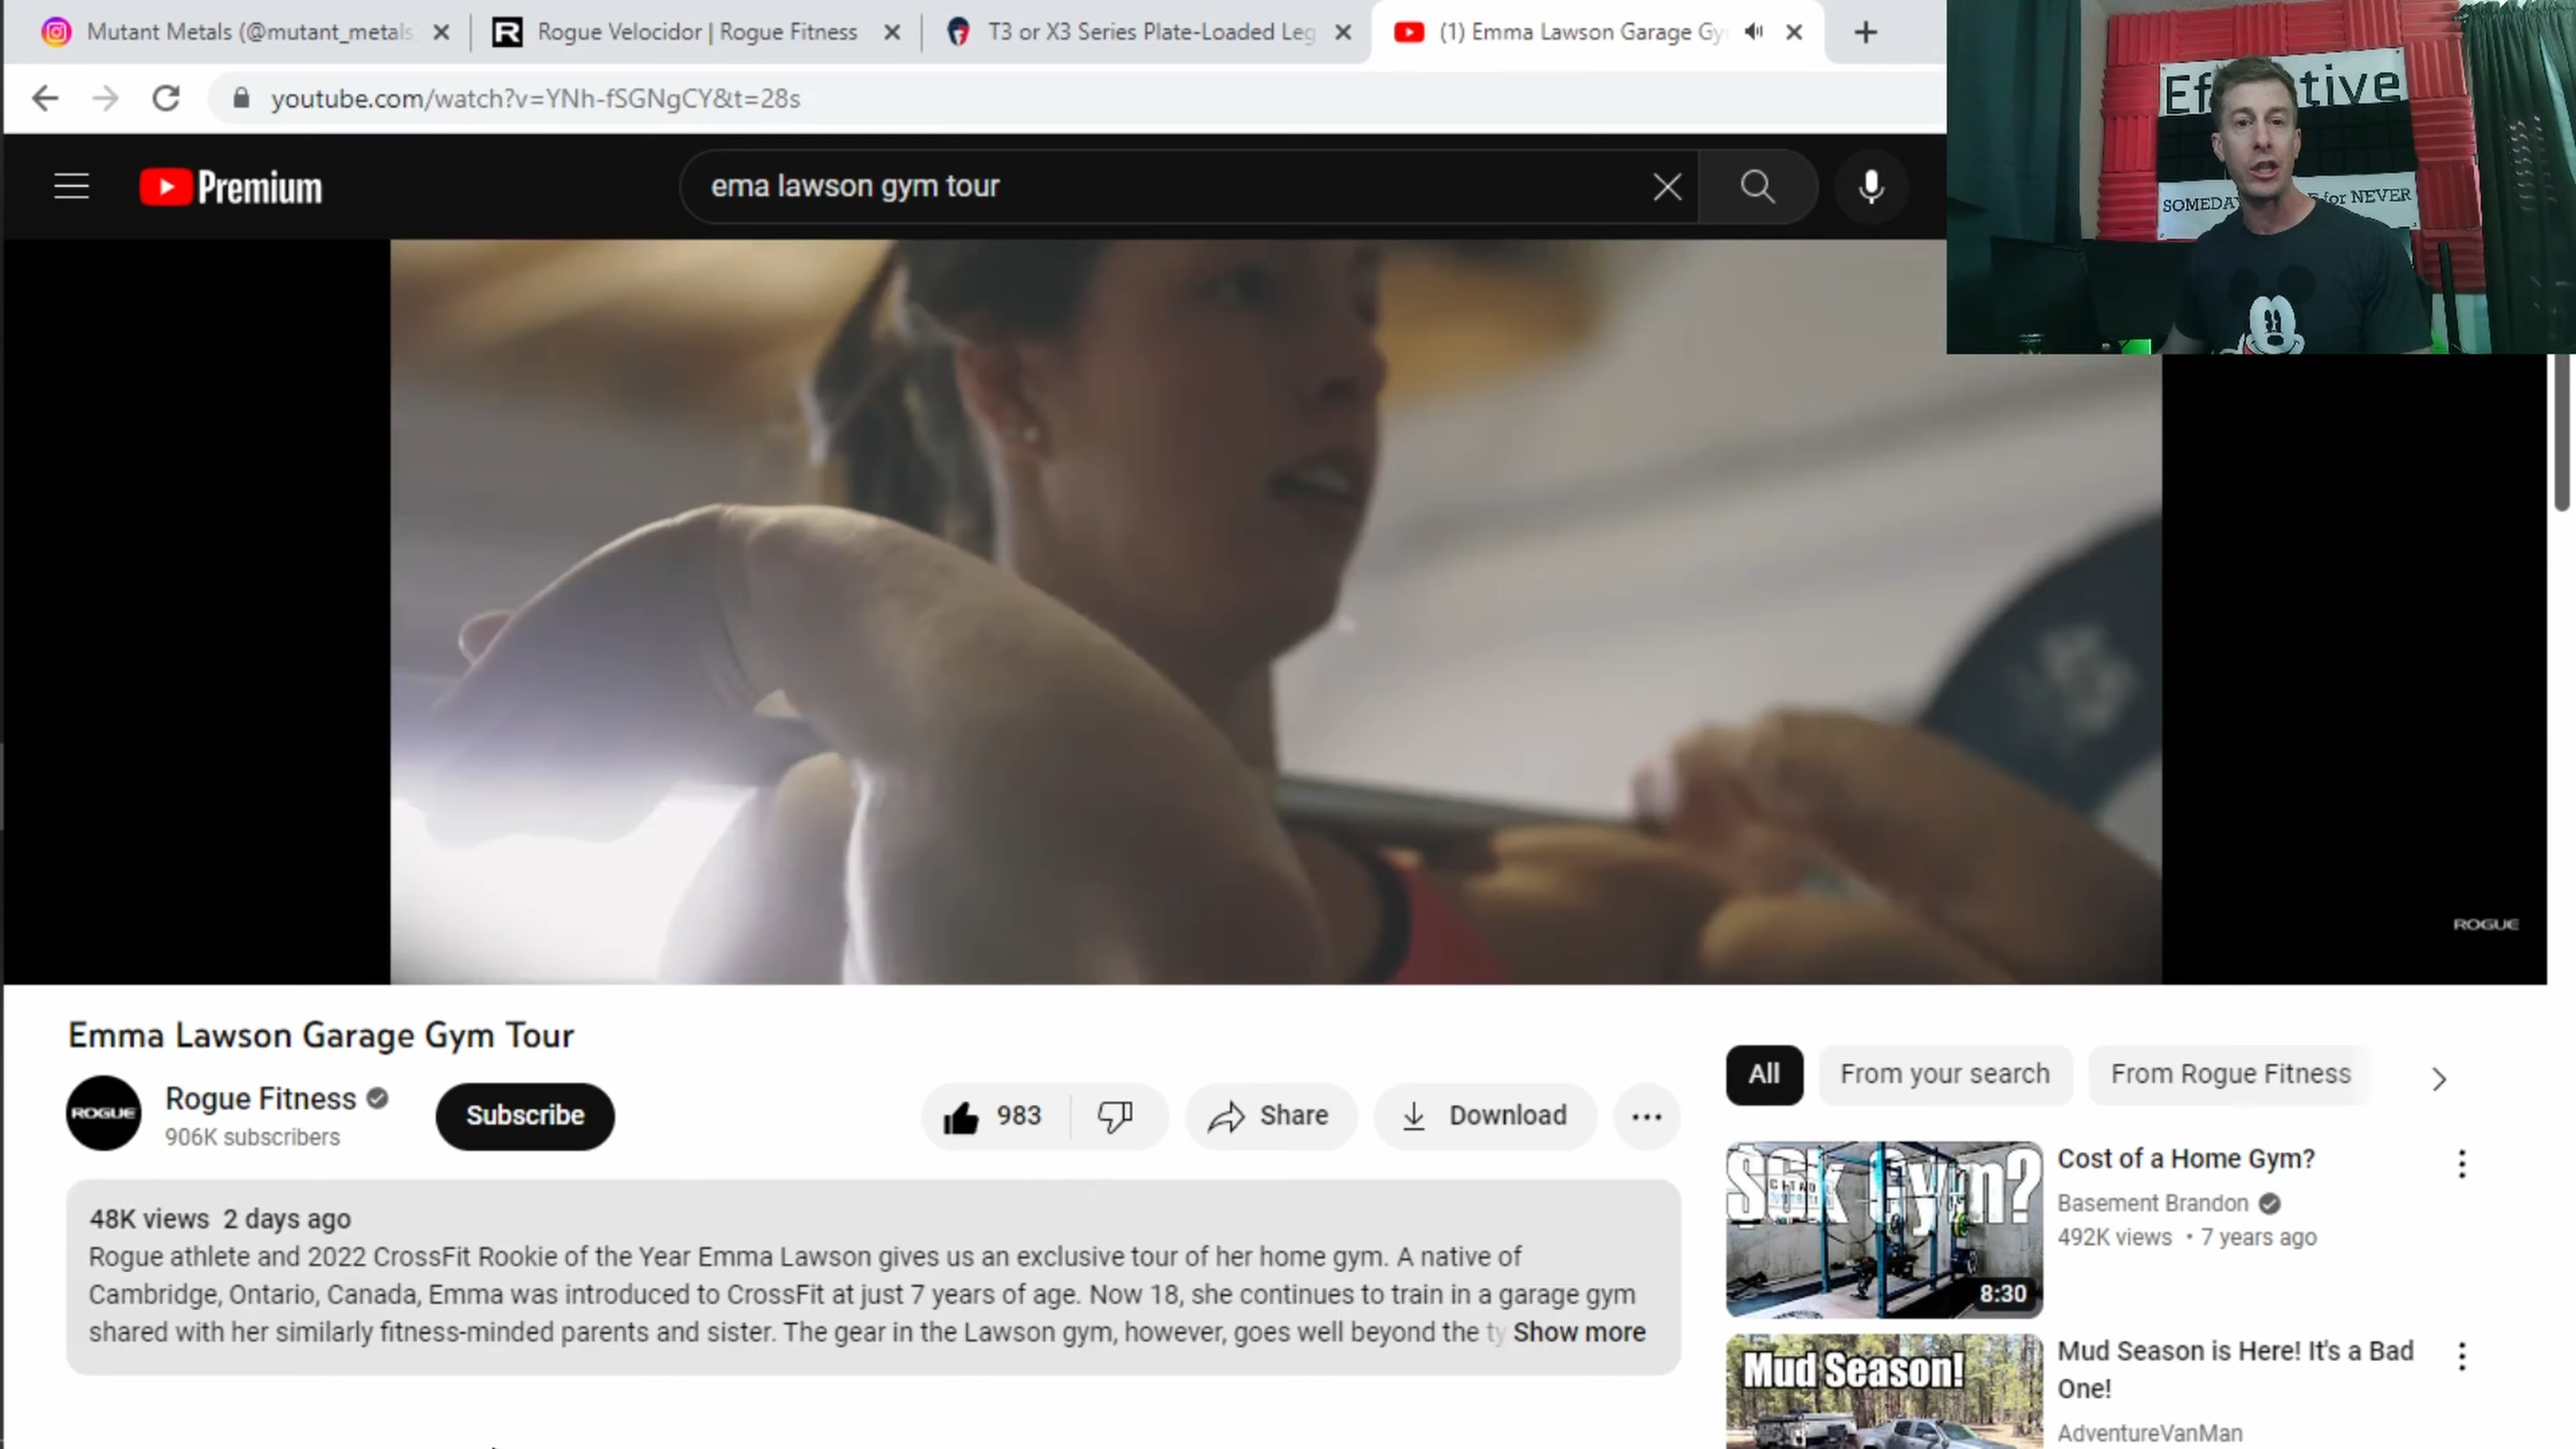 Mutant Metals (@mutant_metals
Rogue Velocidor | Rogue Fitness
T3 or X3 Series Plate-Loaded Leg
(1) Emma Lawson Garage Gy
youtube.com/watch?v=YNh-fSGNgCY&t=28s
Premium
ema lawson gym tour
SOMEDAY
for NEVER
ROGUE
Emma Lawson Garage Gym Tour
ROGUE
Rogue Fitness
906K subscribers
Subscribe
983
Share
Download
48K views 2 days ago
Rogue athlete and 2022 CrossFit Rookie of the Year Emma Lawson gives us an exclusive tour of her home gym. A native of
Cambridge, Ontario, Canada, Emma was introduced to CrossFit at just 7 years of age. Now 18, she continues to train in a garage gym
shared with her similarly fitness-minded parents and sister. The gear in the Lawson gym, however, goes well beyond the ty Show more
All
From your search
From Rogue Fitness
$6k Gym?
8:30
Cost of a Home Gym?
Basement Brandon
492K views • 7 years ago
Mud Season!
Mud Season is Here! It's a Bad
One!
AdventureVanMan